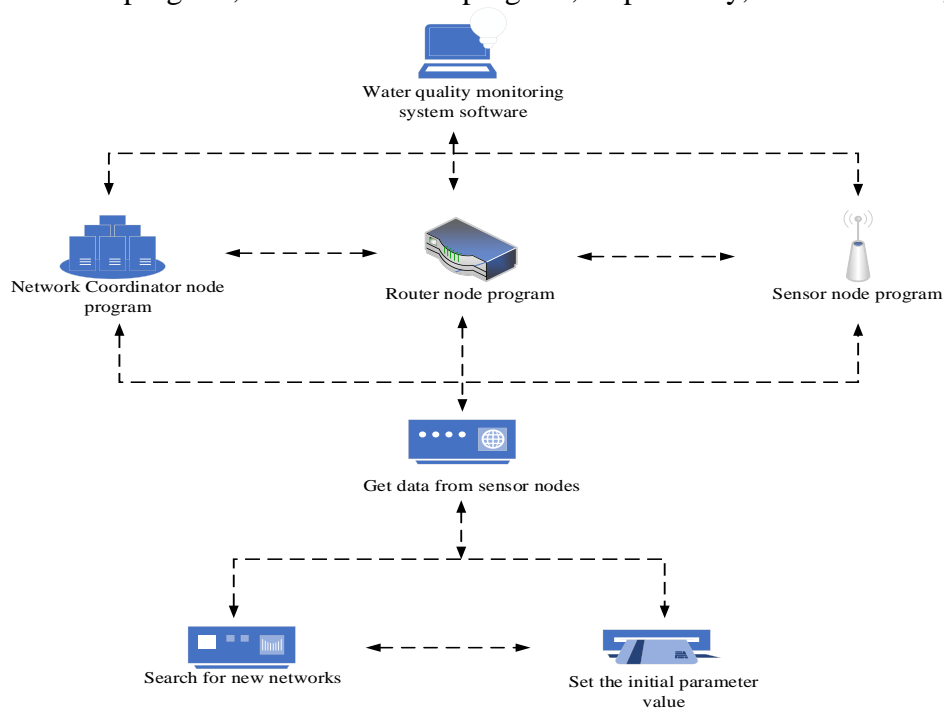 Water quality monitoring
system software
Network Coordinator node
program
Router node program
Sensor node program
Get data from sensor nodes
Search for new networks
Set the initial parameter
value